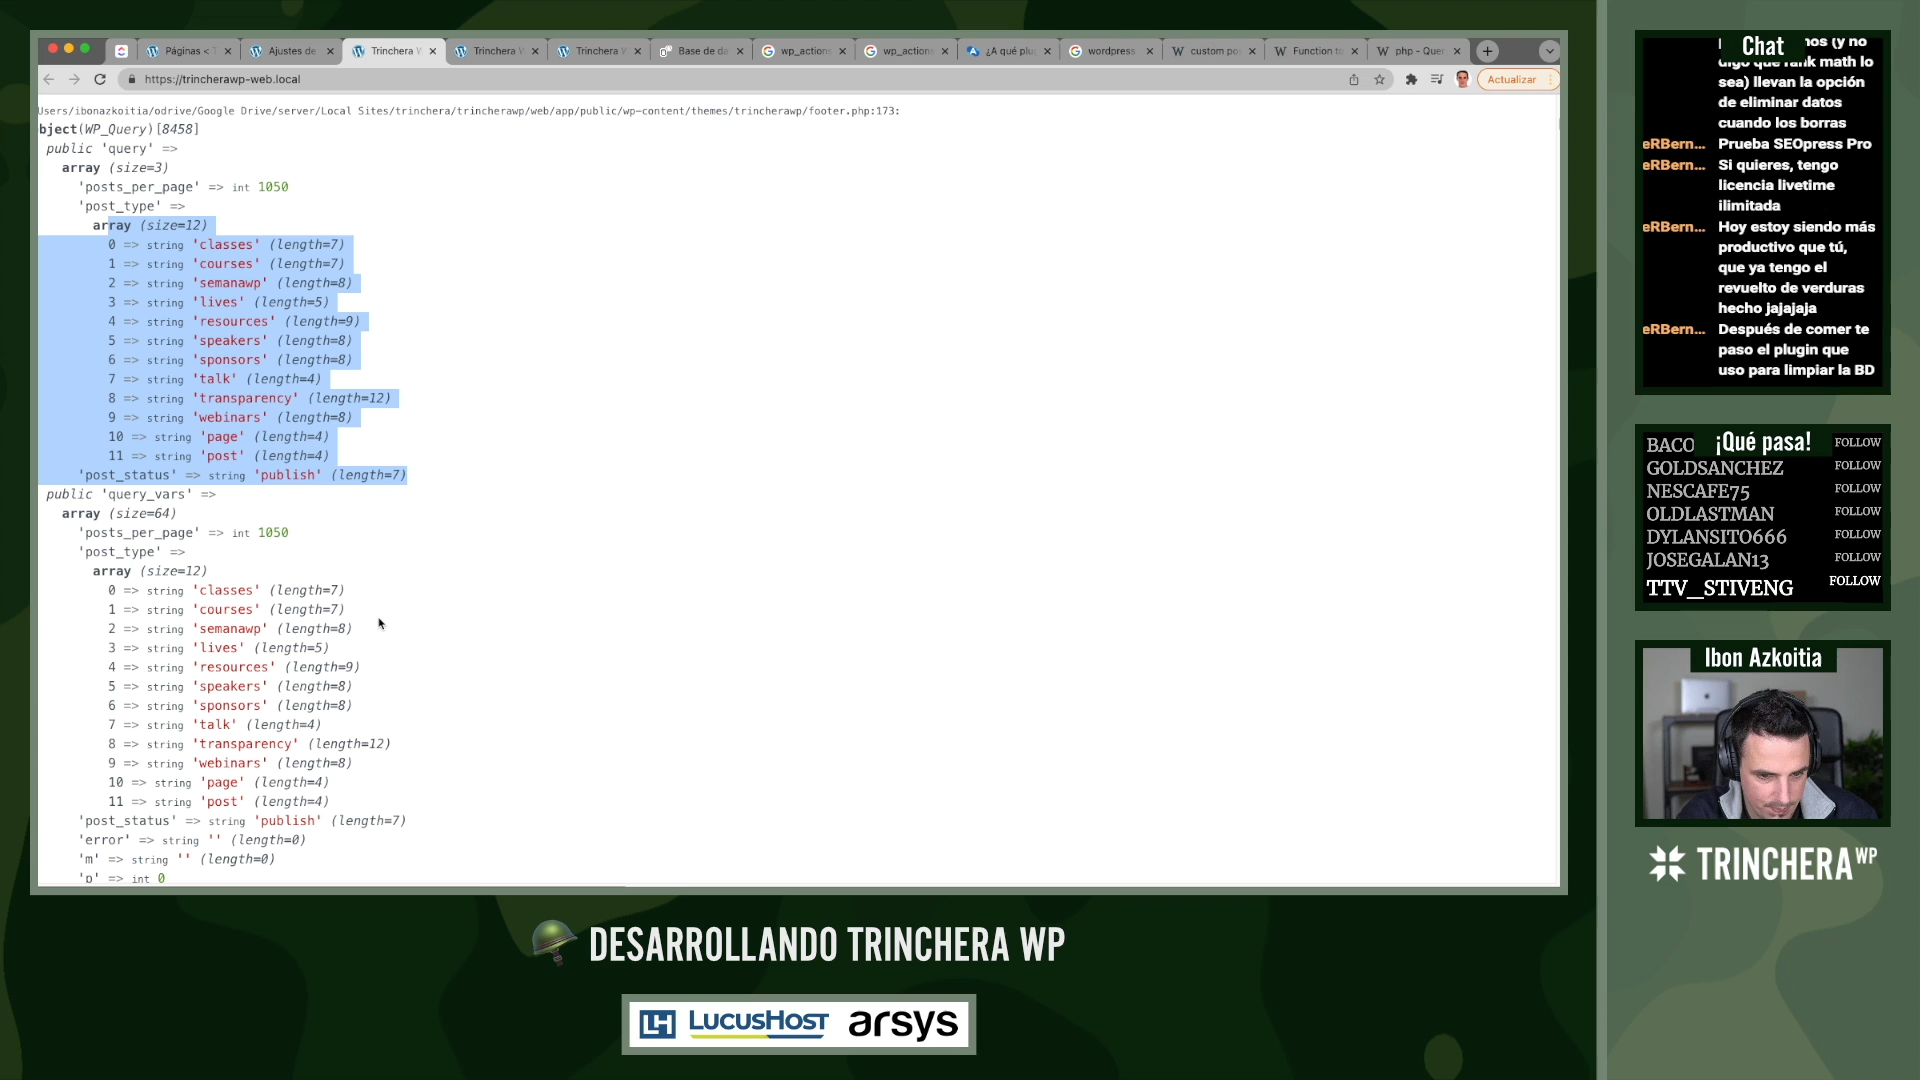 Páginas < T
Ajustes de
Trinchera W
Trinchera W
Trinchera W
Base de da
wp_actions
wp_actions
¿A qué plu
wordpress
custom po
Function to
php - Quer
https://trincherawp-web.local
Actualizar
Users/ibonazkoitia/odrive/Google Drive/server/Local Sites/trinchera/trincherawp/web/app/public/wp-content/themes/trincherawp/footer.php:173:
bject(WP_Query)[8458]
public 'query' =>
array (size=3)
'posts_per_page' => int 1050
'post_type' =>
array (size=12)
0 => string 'classes' (length=7)
1 => string 'courses' (length=7)
2 => string 'semanawp' (length=8)
3 => string 'lives' (length=5)
4 => string 'resources' (length=9)
5 => string 'speakers' (length=8)
6 => string 'sponsors' (length=8)
7 => string 'talk' (length=4)
8 => string 'transparency' (length=12)
9 => string 'webinars' (length=8)
10 => string 'page' (length=4)
11 => string 'post' (length=4)
'post_status' => string 'publish' (length=7)
public 'query_vars' =>
array (size=64)
'posts_per_page' => int 1050
'post_type' =>
array (size=12)
0 => string 'classes' (length=7)
1 => string 'courses' (length=7)
2 => string 'semanawp' (length=8)
3 => string 'lives' (length=5)
4 => string 'resources' (length=9)
5 => string 'speakers' (length=8)
6 => string 'sponsors' (length=8)
7 => string 'talk' (length=4)
8 => string 'transparency' (length=12)
9 => string 'webinars' (length=8)
10 => string 'page' (length=4)
11 => string 'post' (length=4)
'post_status' => string 'publish' (length=7)
'error' => string '' (length=0)
'm' => string '' (length=0)
'p' => int 0
Chat
nos (y no
digo que rank math lo
sea) llevan la opción
de eliminar datos
cuando los borras
eRBern... Prueba SEOpress Pro
eRBern... Si quieres, tengo
licencia livetime
ilimitada
eRBern... Hoy estoy siendo más
productivo que tú,
que ya tengo el
revuelto de verduras
hecho jajajaja
eRBern... Después de comer te
paso el plugin que
uso para limpiar la BD
¡Qué pasa!
BACO FOLLOW
GOLDSANCHEZ FOLLOW
NESCAFE75 FOLLOW
OLDLASTMAN FOLLOW
DYLANSITO666 FOLLOW
JOSEGALAN13 FOLLOW
TTV_STIVENG FOLLOW
Ibon Azkoitia
TRINCHERA WP
DESARROLLANDO TRINCHERA WP
LH LUCUSHOST arsys